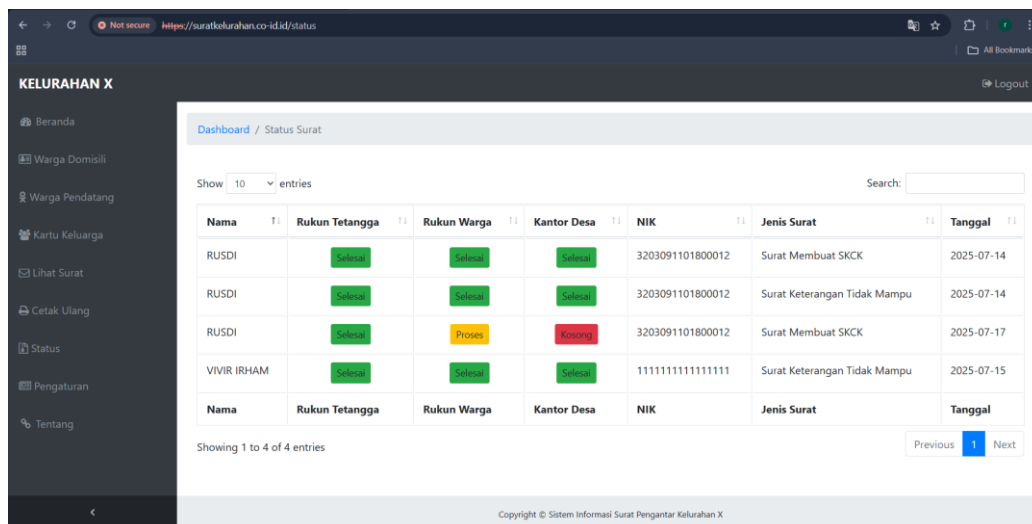 Not secure https://suratkelurahan.co-id.id/status
All Bookmark
KELURAHAN X
Logout
Beranda
Warga Domisili
Warga Pendatang
Kartu Keluarga
Lihat Surat
Cetak Ulang
Status
Pengaturan
Tentang
Dashboard / Status Surat
Show 10 entries Search:
Nama Rukun Tetangga Rukun Warga Kantor Desa NIK Jenis Surat Tanggal
RUSDI Selesai Selesai Selesai 3203091101800012 Surat Membuat SKCK 2025-07-14
RUSDI Selesai Selesai Selesai 3203091101800012 Surat Keterangan Tidak Mampu 2025-07-14
RUSDI Selesai Proses Kosong 3203091101800012 Surat Membuat SKCK 2025-07-17
VIVIR IRHAM Selesai Selesai Selesai 1111111111111111 Surat Keterangan Tidak Mampu 2025-07-15
Nama Rukun Tetangga Rukun Warga Kantor Desa NIK Jenis Surat Tanggal
Showing 1 to 4 of 4 entries
Previous 1 Next
Copyright © Sistem Informasi Surat Pengantar Kelurahan X